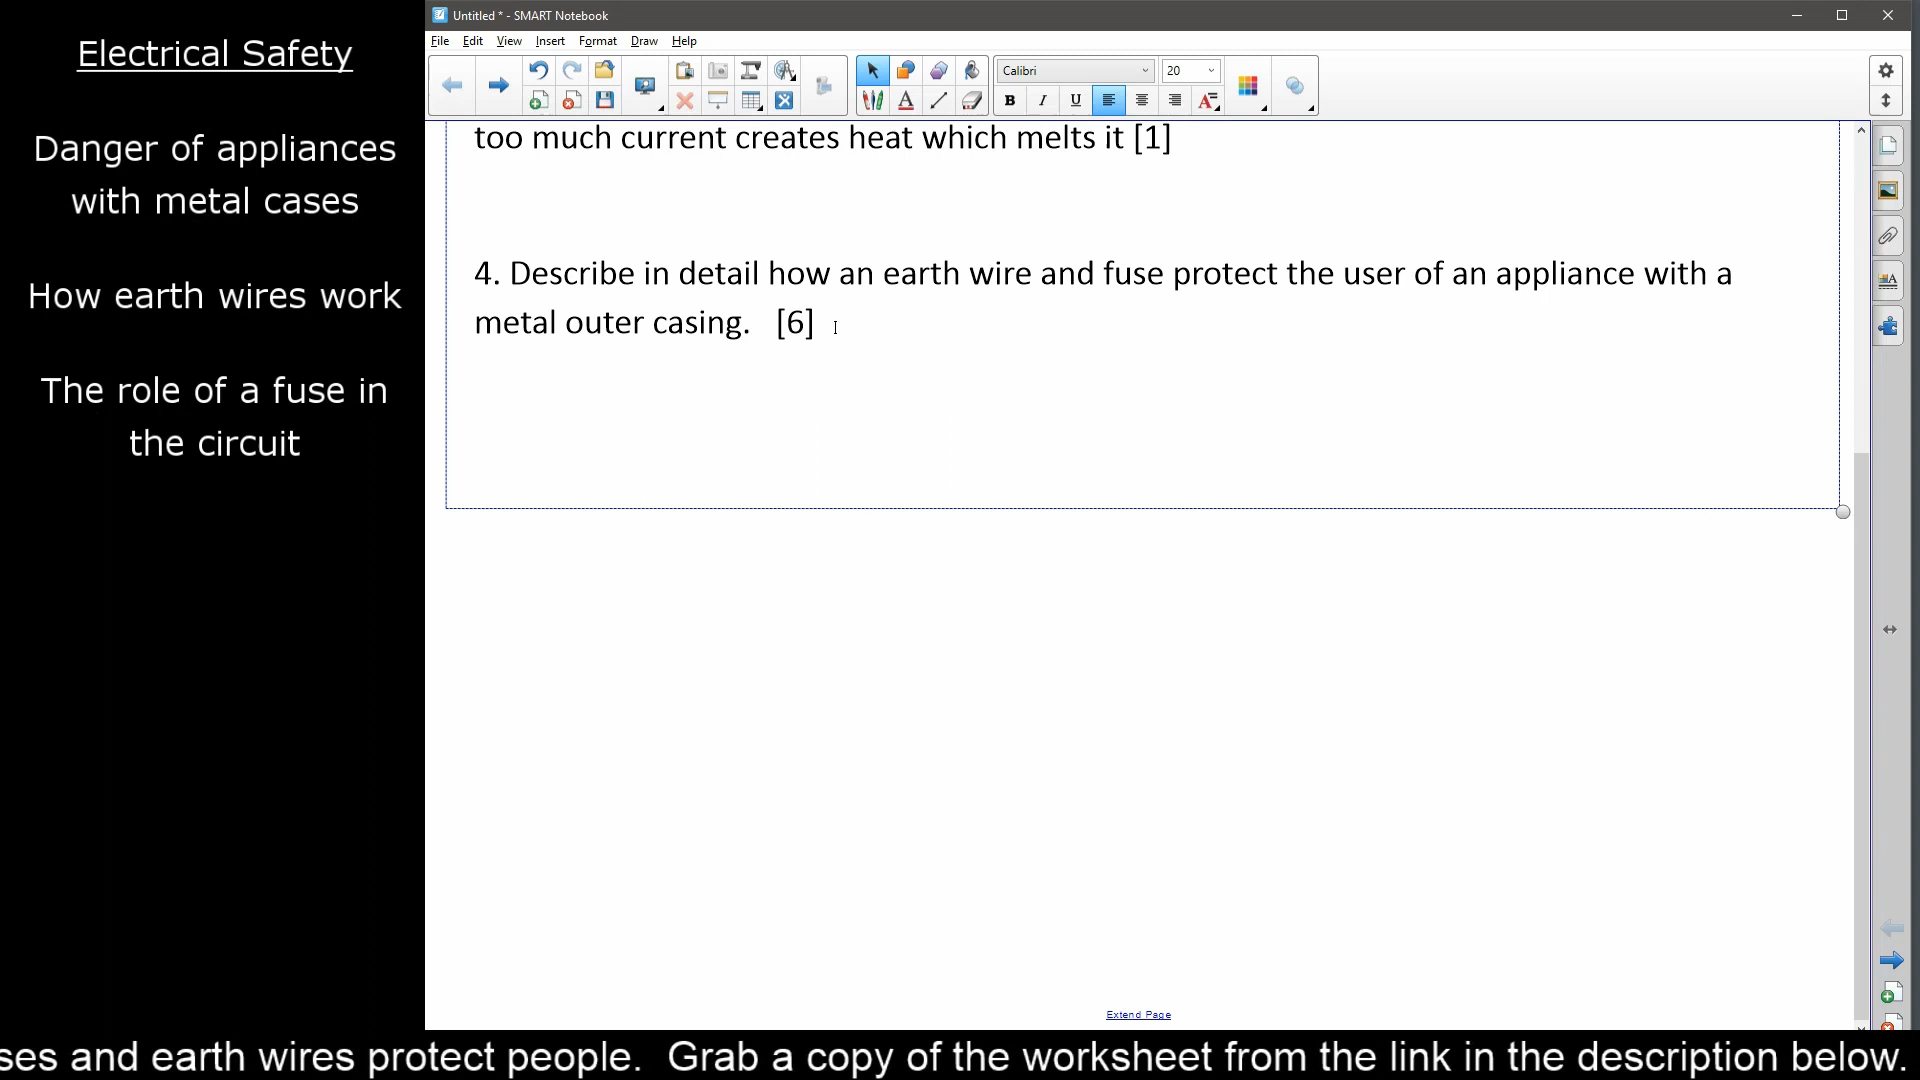 Electrical Safety
Danger of appliances
with metal cases
How earth wires work
The role of a fuse in
the circuit
Untitled * - SMART Notebook
File Edit View Insert Format Draw Help
Calibri
20
B I U
too much current creates heat which melts it [1]
4. Describe in detail how an earth wire and fuse protect the user of an appliance with a
metal outer casing. [6]
Extend Page
ses and earth wires protect people. Grab a copy of the worksheet from the link in the description below.